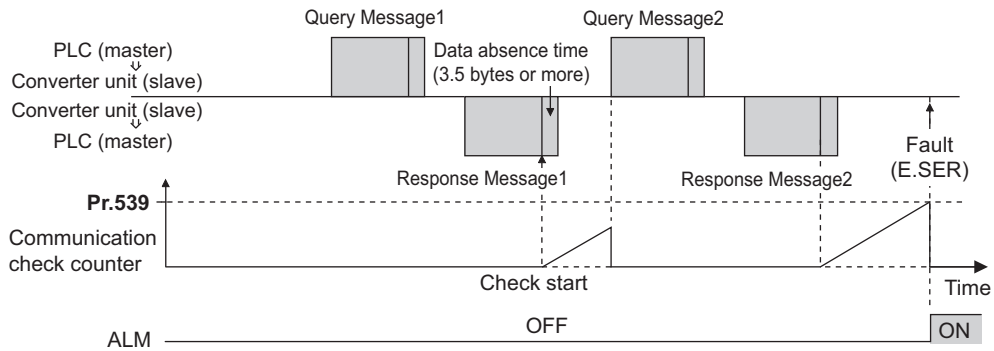 Query Message1
Query Message2
PLC (master)
Converter unit (slave)
Converter unit (slave)
PLC (master)
Data absence time
(3.5 bytes or more)
Response Message1
Response Message2
Fault
(E.SER)
Pr.539
Communication
check counter
Check start
Time
ALM
OFF
ON